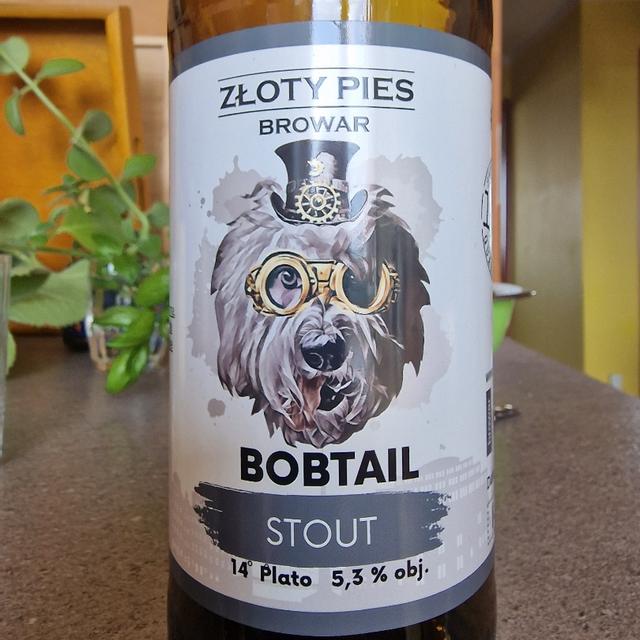 ZŁOTY PIES
BROWAR
BOBTAIL
STOUT
14° Plato 5,3 % obj.